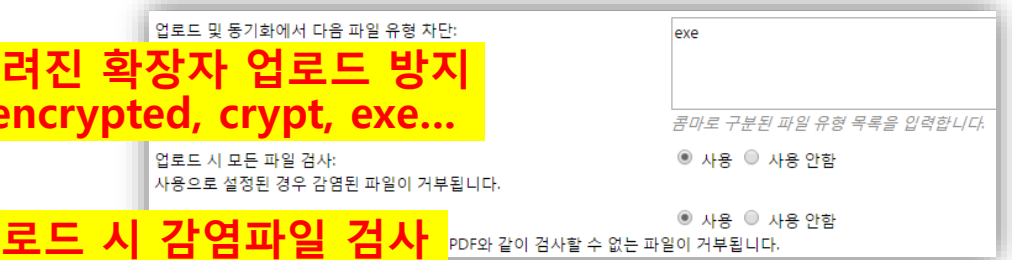 업로드 및 동기화에서 다음 파일 유형 차단:
exe
려진 확장자 업로드 방지
encrypted, crypt, exe...
콤마로 구분된 파일 유형 목록을 입력합니다.
업로드 시 모든 파일 검사:
사용 사용 안함
사용으로 설정된 경우 감염된 파일이 거부됩니다.
사용 사용 안함
로드 시 감염파일 검사
PDF와 같이 검사할 수 없는 파일이 거부됩니다.